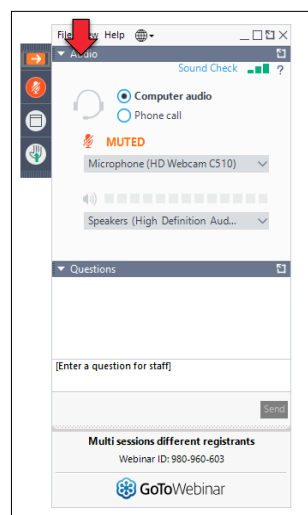 File View Help
Audio
Sound Check ?
Computer audio
Phone call
MUTED
Microphone (HD Webcam C510)
Speakers (High Definition Aud...
Questions
[Enter a question for staff]
Send
Multi sessions different registrants
Webinar ID: 980-960-603
GoToWebinar